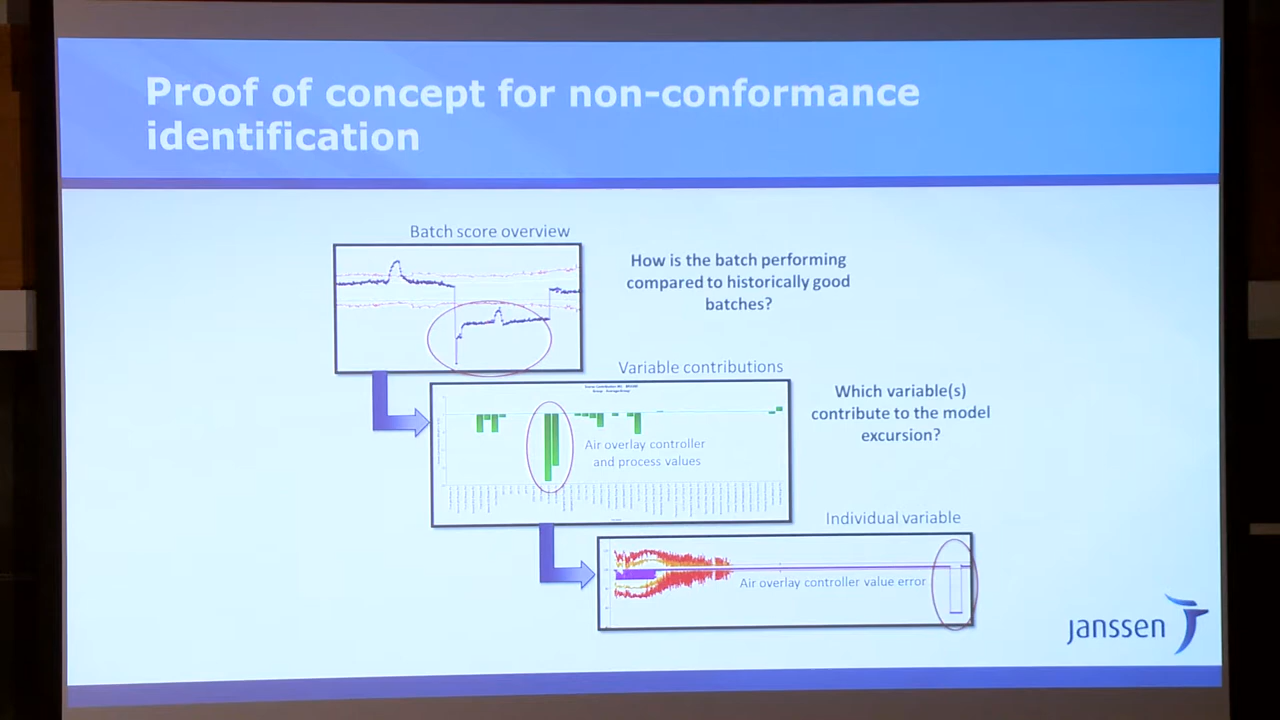 Proof of concept for non-conformance
identification
Batch score overview
How is the batch performing
compared to historically good
batches?
Variable contributions
Which variable(s)
contribute to the model
excursion?
Air overlay controller
and process values
Individual variable
Air overlay controller value error
janssen